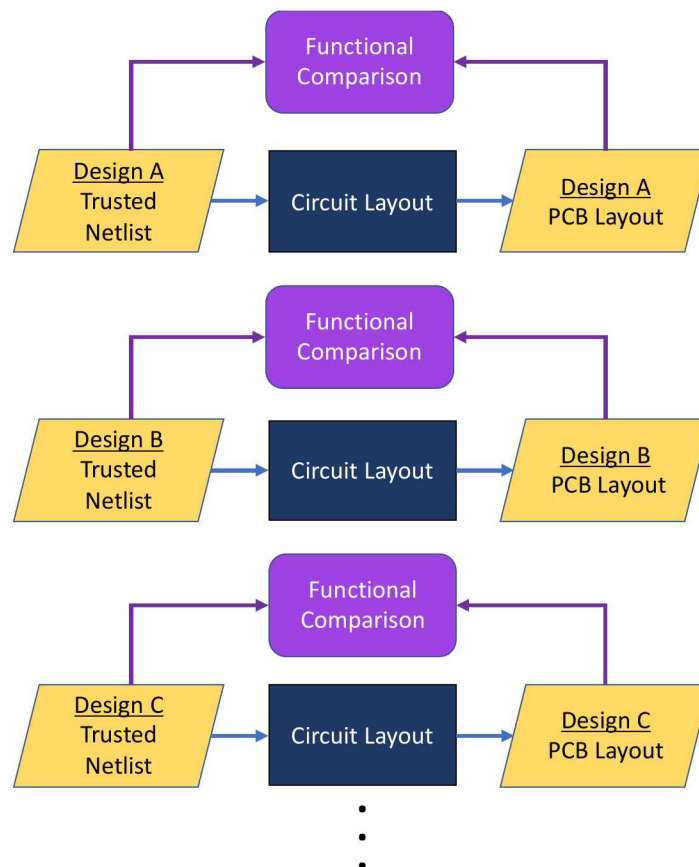 Functional
Comparison
Design A
Trusted
Netlist
Circuit Layout
Design A
PCB Layout
Functional
Comparison
Design B
Trusted
Netlist
Circuit Layout
Design B
PCB Layout
Functional
Comparison
Design C
Trusted
Netlist
Circuit Layout
Design C
PCB Layout